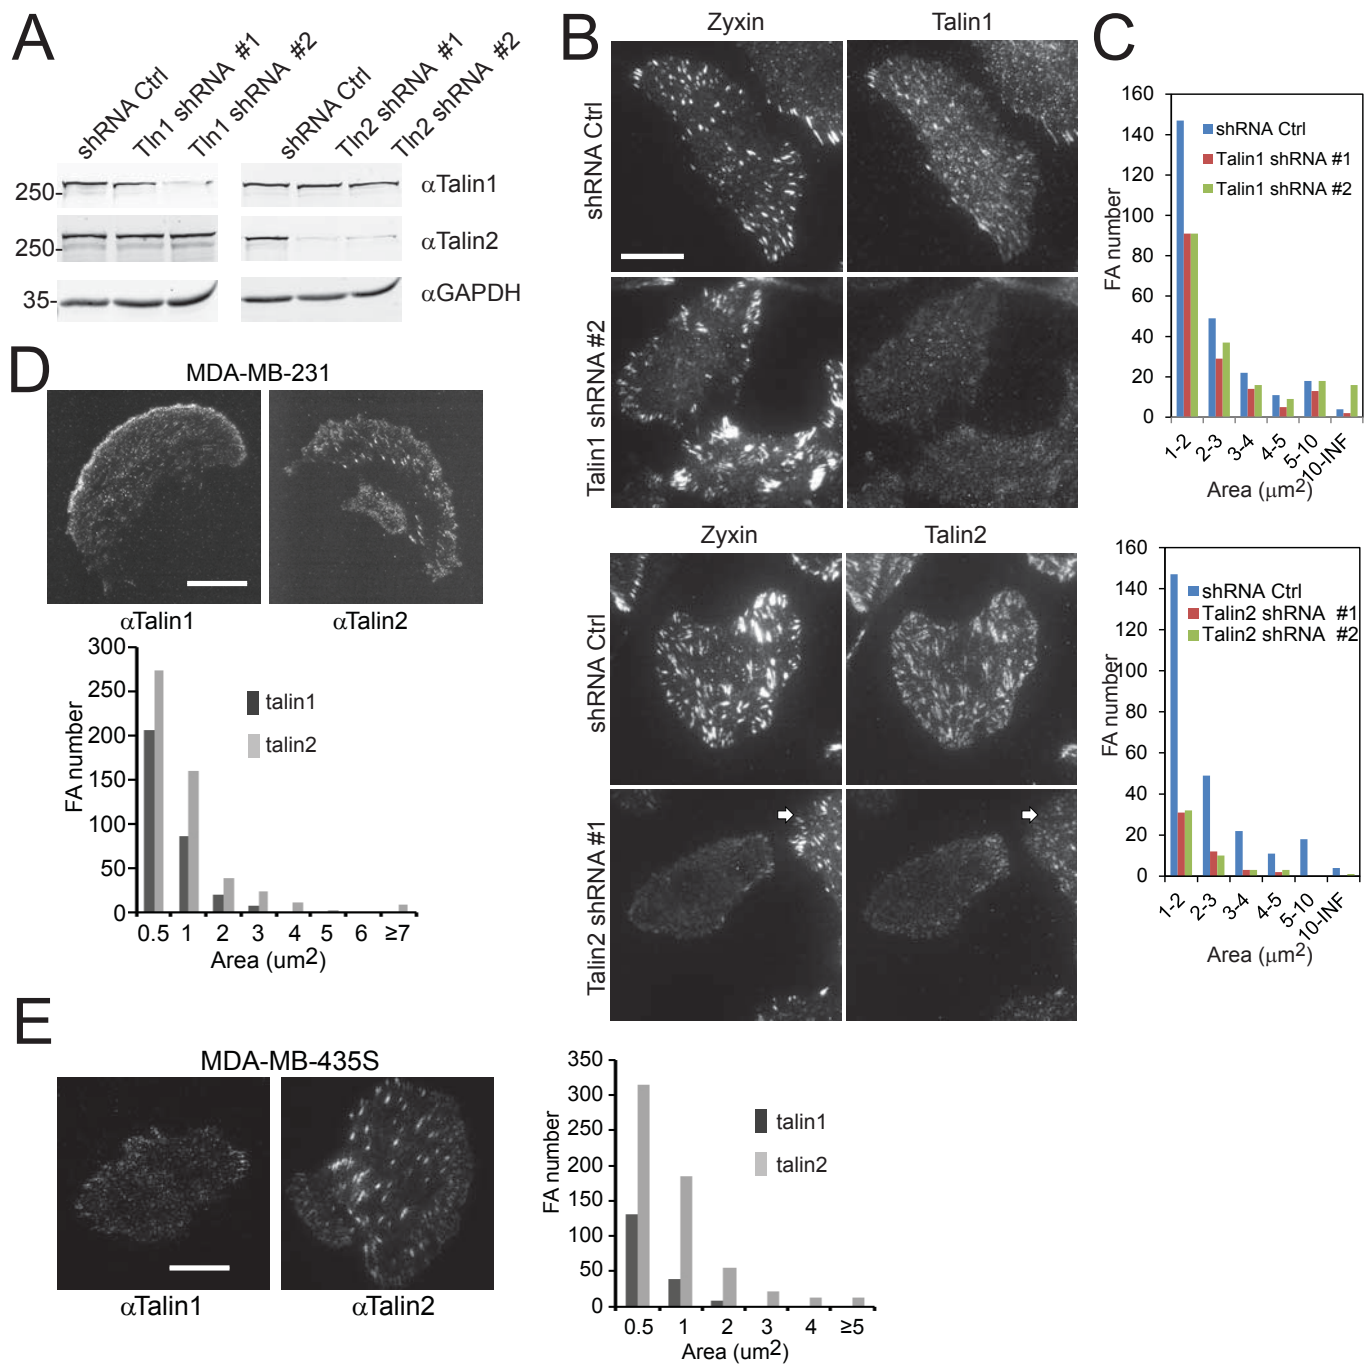 A
shRNA Ctrl
Tln1 shRNA #1
Tln1 shRNA #2
shRNA Ctrl
Tln2 shRNA #1
Tln2 shRNA #2
250-
αTalin1
250-
αTalin2
35-
αGAPDH
B
Zyxin
Talin1
shRNA Ctrl
Talin1 shRNA #2
Zyxin
Talin2
shRNA Ctrl
Talin2 shRNA #1
C
160
140
120
100
80
60
40
20
0
FA number
shRNA Ctrl
Talin1 shRNA #1
Talin1 shRNA #2
1-2
2-3
3-4
4-5
5-10
10-INF
Area (μm²)
160
140
120
100
80
60
40
20
0
FA number
shRNA Ctrl
Talin2 shRNA #1
Talin2 shRNA #2
1-2
2-3
3-4
4-5
5-10
10-INF
Area (μm²)
D
MDA-MB-231
αTalin1
αTalin2
300
250
200
150
100
50
0
FA number
talin1
talin2
0.5 1 2 3 4 5 6 ≥7
Area (um²)
E
MDA-MB-435S
αTalin1
αTalin2
350
300
250
200
150
100
50
0
FA number
talin1
talin2
0.5 1 2 3 4 ≥5
Area (um²)